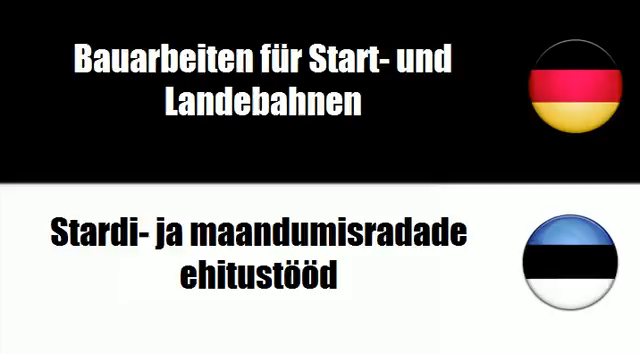 Bauarbeiten für Start- und
Landebahnen
Stardi- ja maandumisradade
ehitustööd